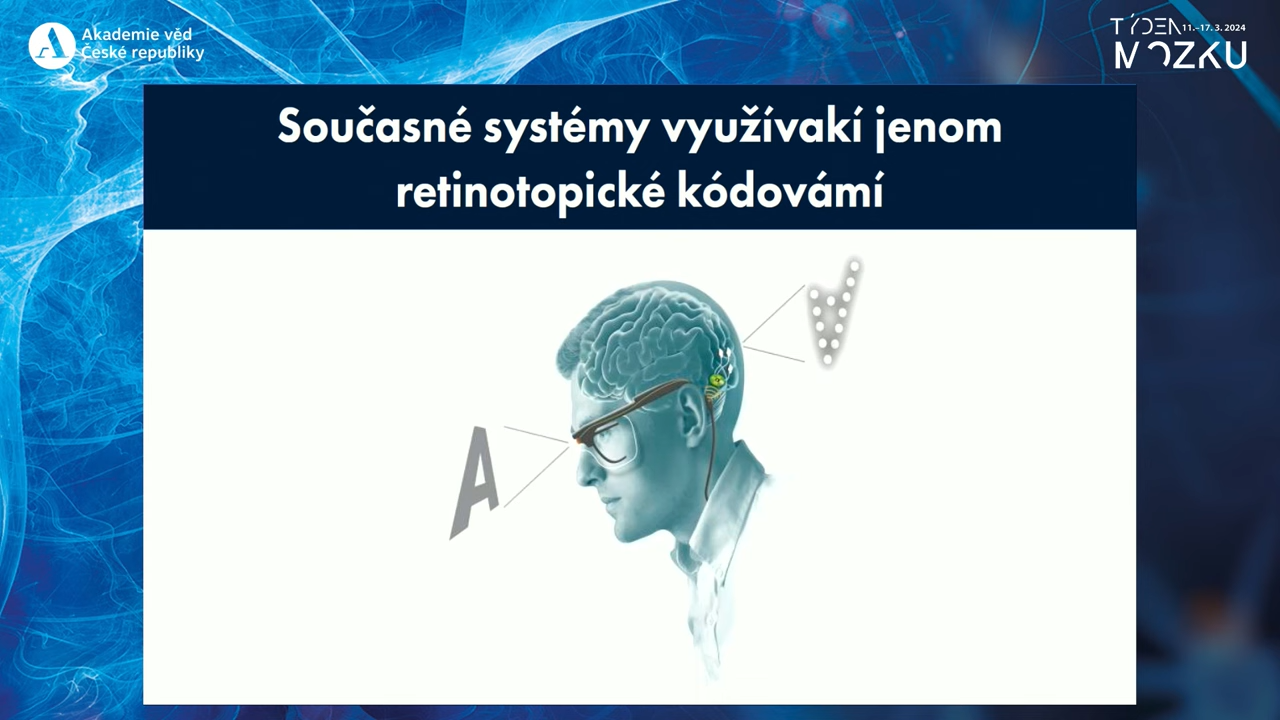 Akademie věd
České republiky
TÝDEN 11.–17. 3. 2024
MOZKU
Současné systémy využívakí jenom
retinotopické kódovámí
A
A